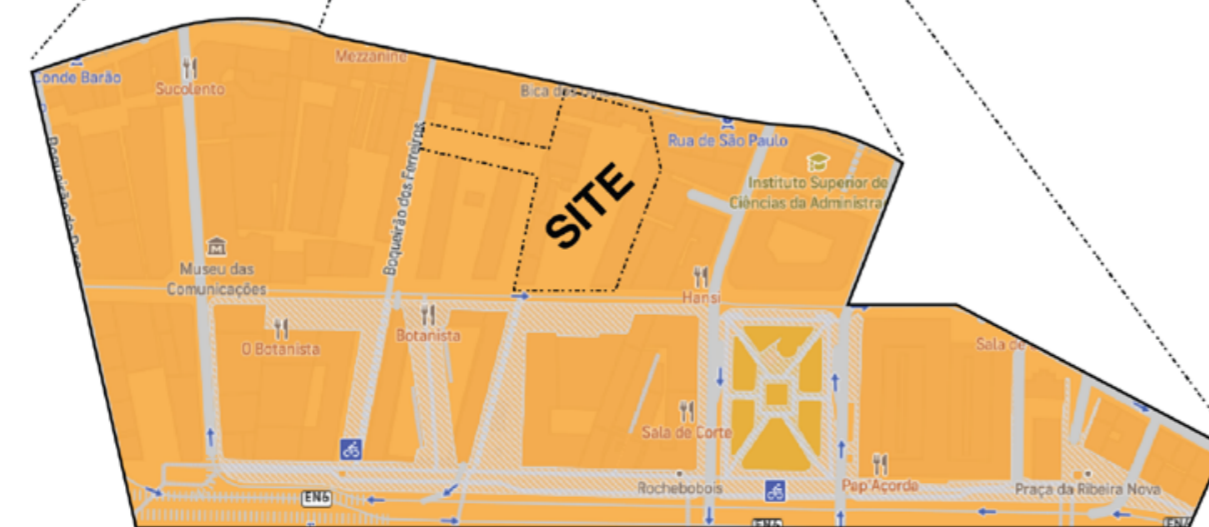 Mezzanine
Conde Barão
Sucolento
Bica do
Rua de São Paulo
Instituto Superior de
Ciências da Administra
Boqueirão dos Ferreiros
SITE
Museu das
Comunicações
Hansi
Botanista
O Botanista
Sala de
Sala de Corte
Rochebobois
Pap'Açorda
Praça da Ribeira Nova
EN6
EN6
EN6